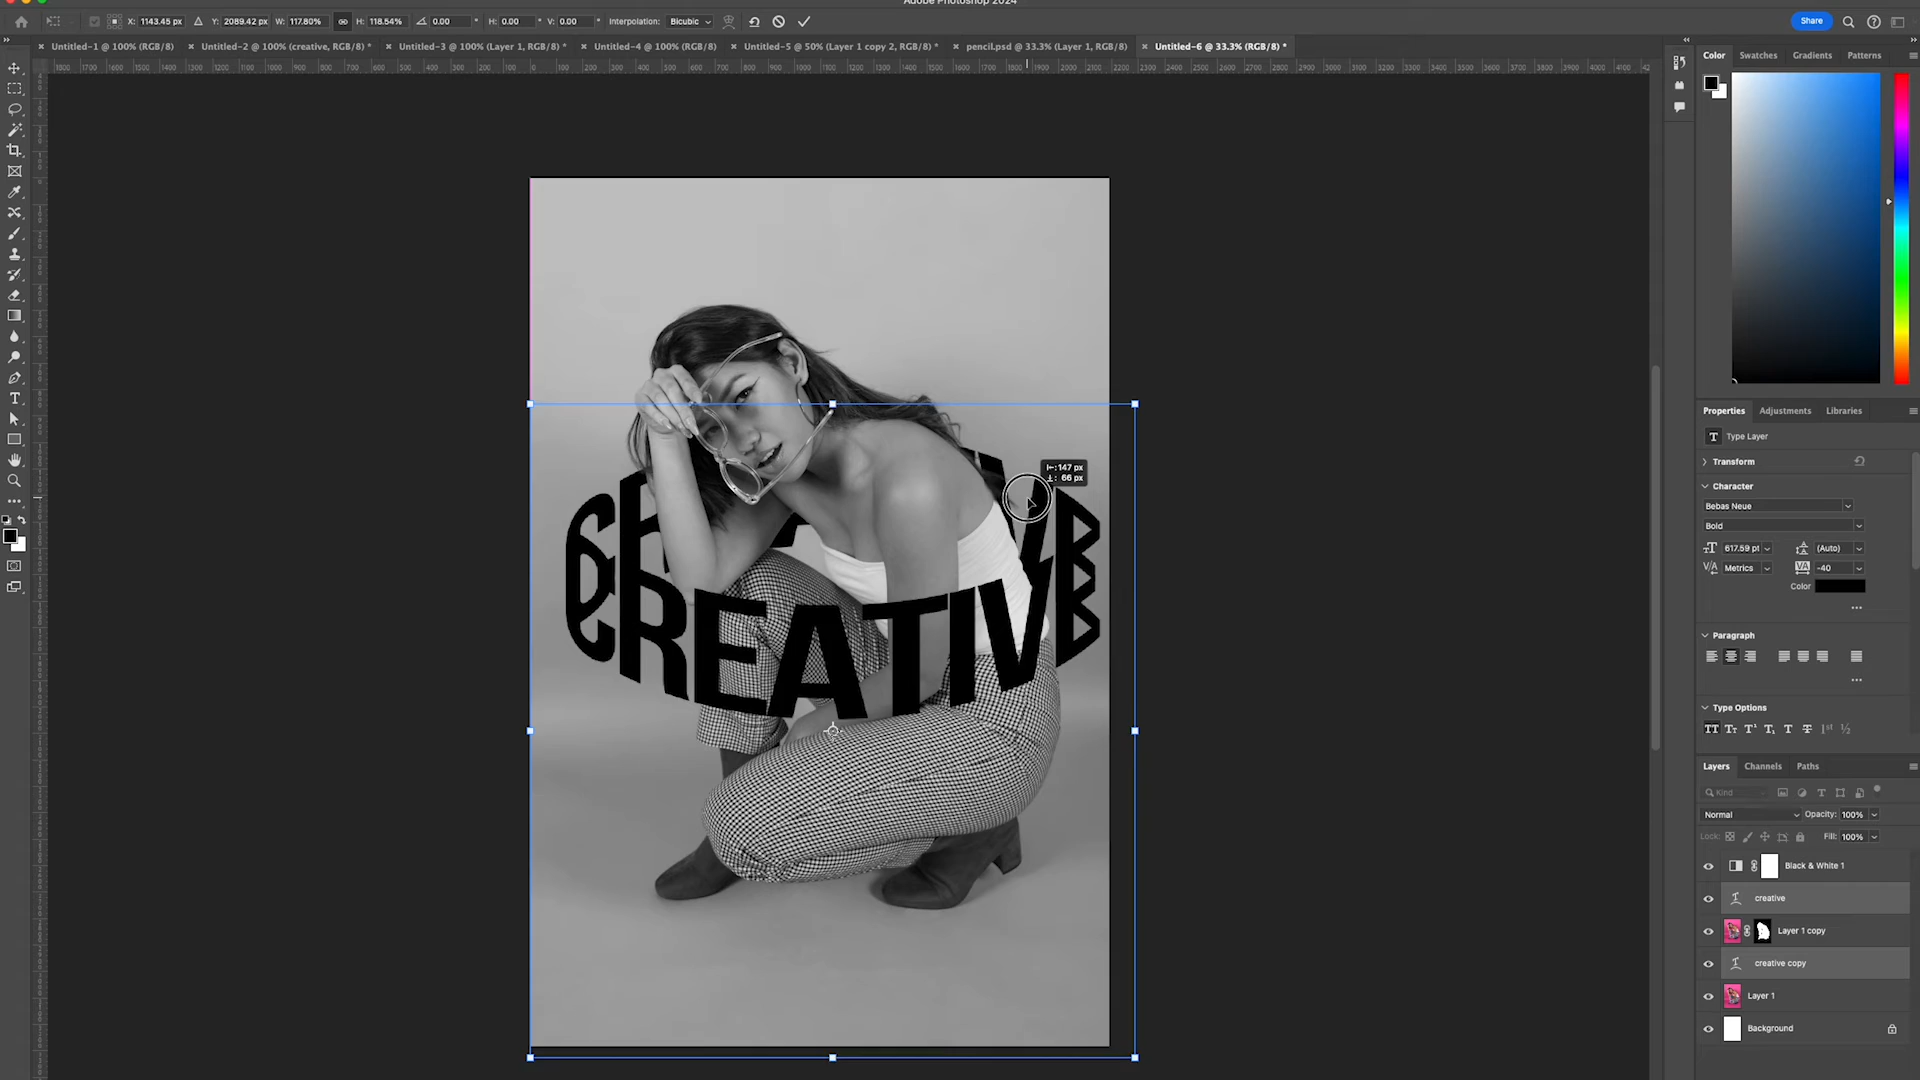 Adobe Photoshop 2024
X: 1143.45 px Y: 2089.42 px W: 117.80% H: 118.54% 0.00 ° H: 0.00 ° V: 0.00 ° Interpolation: Bicubic Share
Untitled-1 @ 100% (RGB/8) Untitled-2 @ 100% (creative, RGB/8) * Untitled-3 @ 100% (Layer 1, RGB/8) * Untitled-4 @ 100% (RGB/8) Untitled-5 @ 50% (Layer 1 copy 2, RGB/8) * pencil.psd @ 33.3% (Layer 1, RGB/8) Untitled-6 @ 33.3% (RGB/8) *
Color Swatches Gradients Patterns
147 px
66 px
CREATIVE
Properties Adjustments Libraries
Type Layer
Transform
Character
Bebas Neue
Bold
617.59 pt (Auto)
Metrics -40
Color
Paragraph
Type Options
Layers Channels Paths
Kind
Normal Opacity: 100%
Lock: Fill: 100%
Black & White 1
creative
Layer 1 copy
creative copy
Layer 1
Background